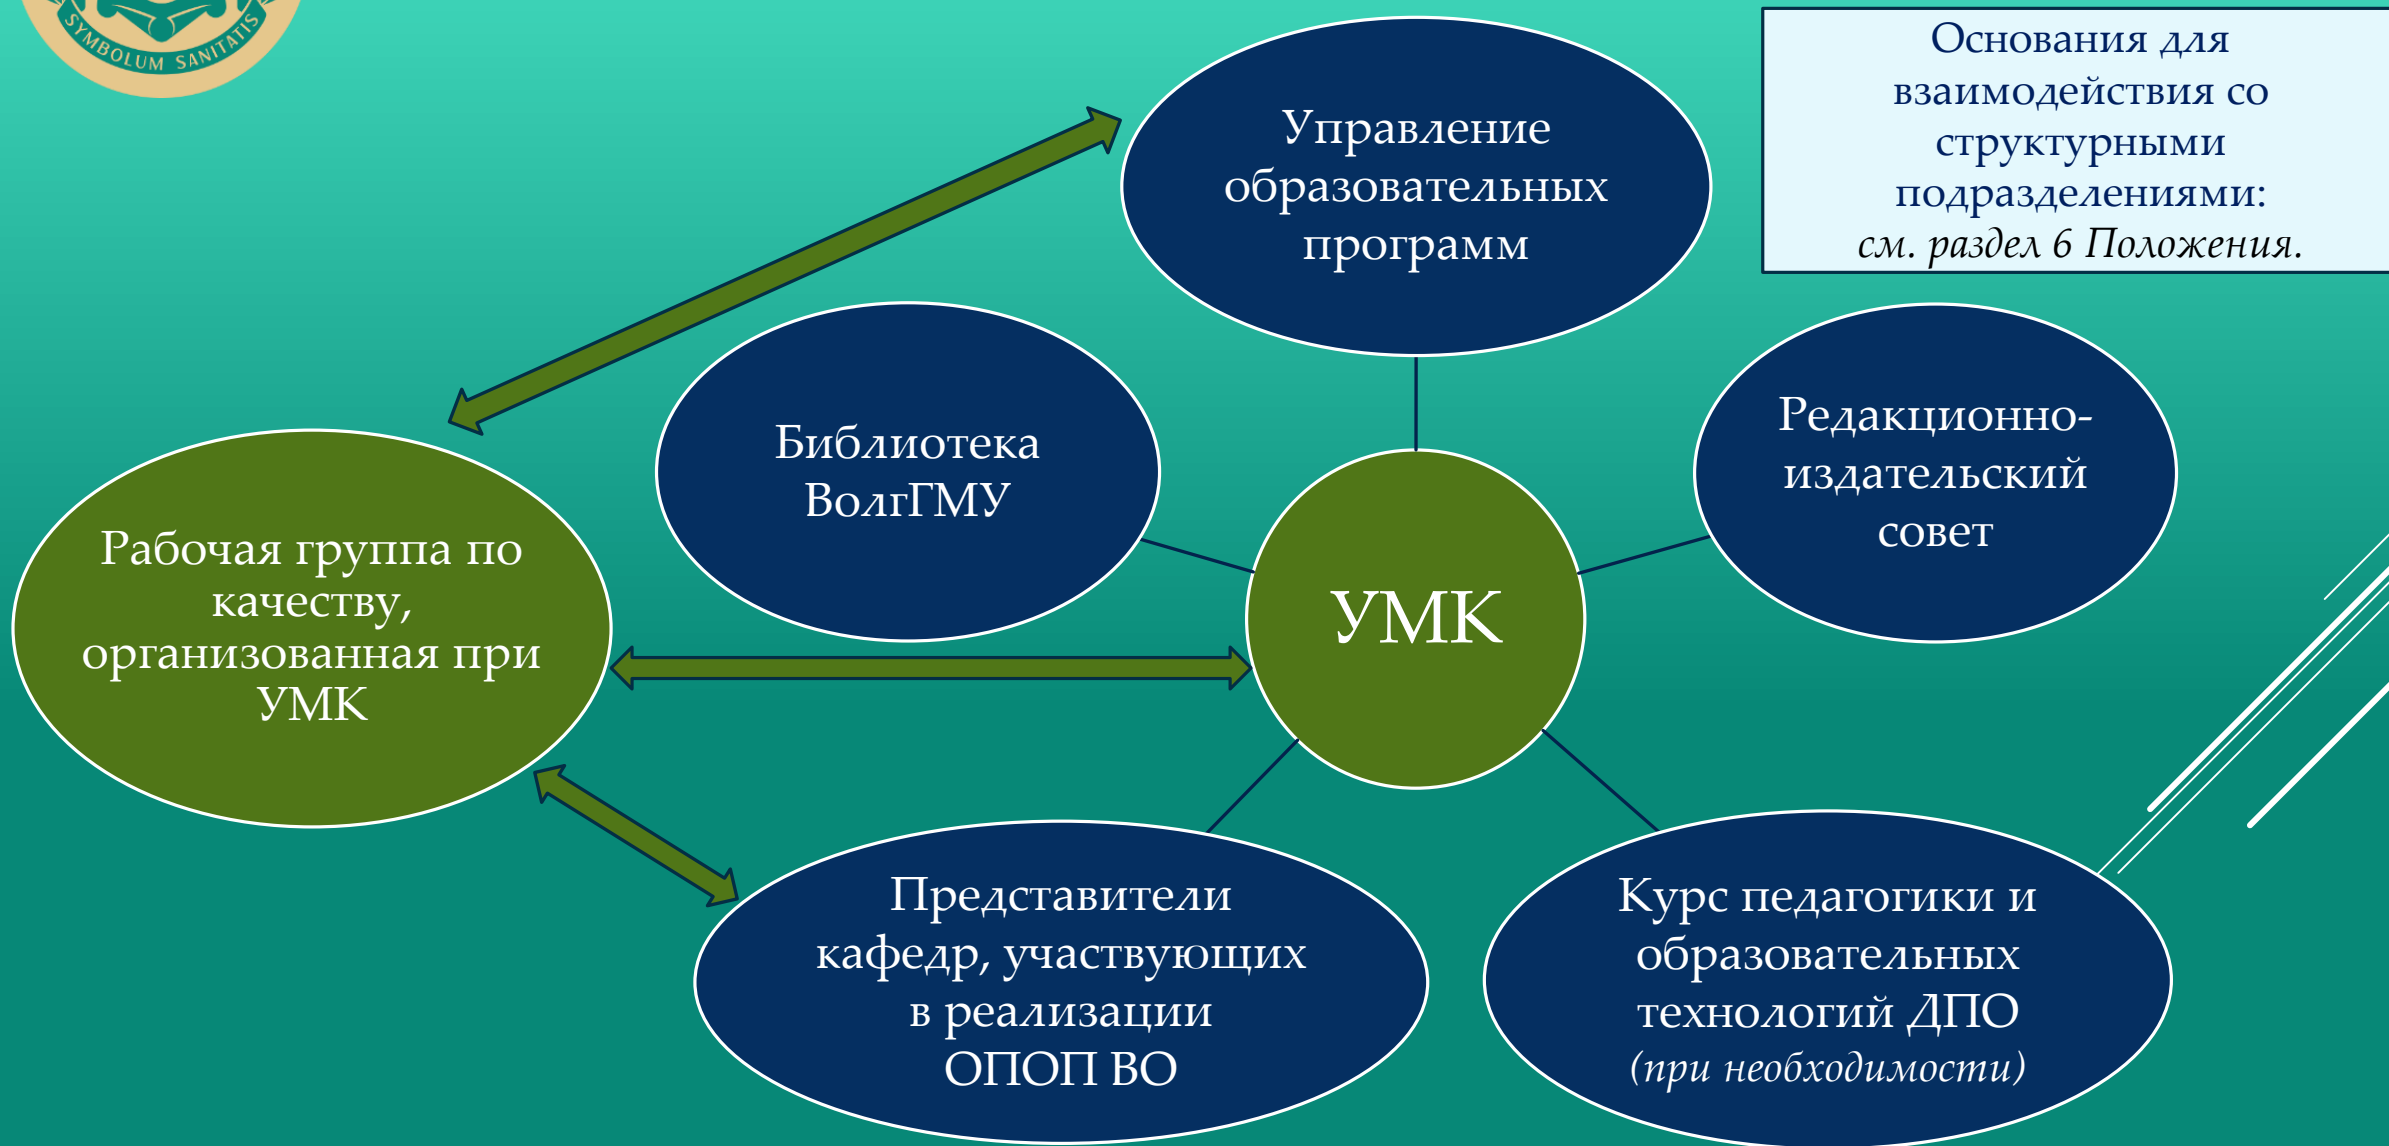 SYMBOLUM SANITATIS
Управление
образовательных
программ
Основания для
взаимодействия со
структурными
подразделениями:
см. раздел 6 Положения.
Библиотека
ВолгГМУ
Редакционно-
издательский
совет
Рабочая группа по
качеству,
организованная при
УМК
УМК
Представители
кафедр, участвующих
в реализации
ОПОП ВО
Курс педагогики и
образовательных
технологий ДПО
(при необходимости)